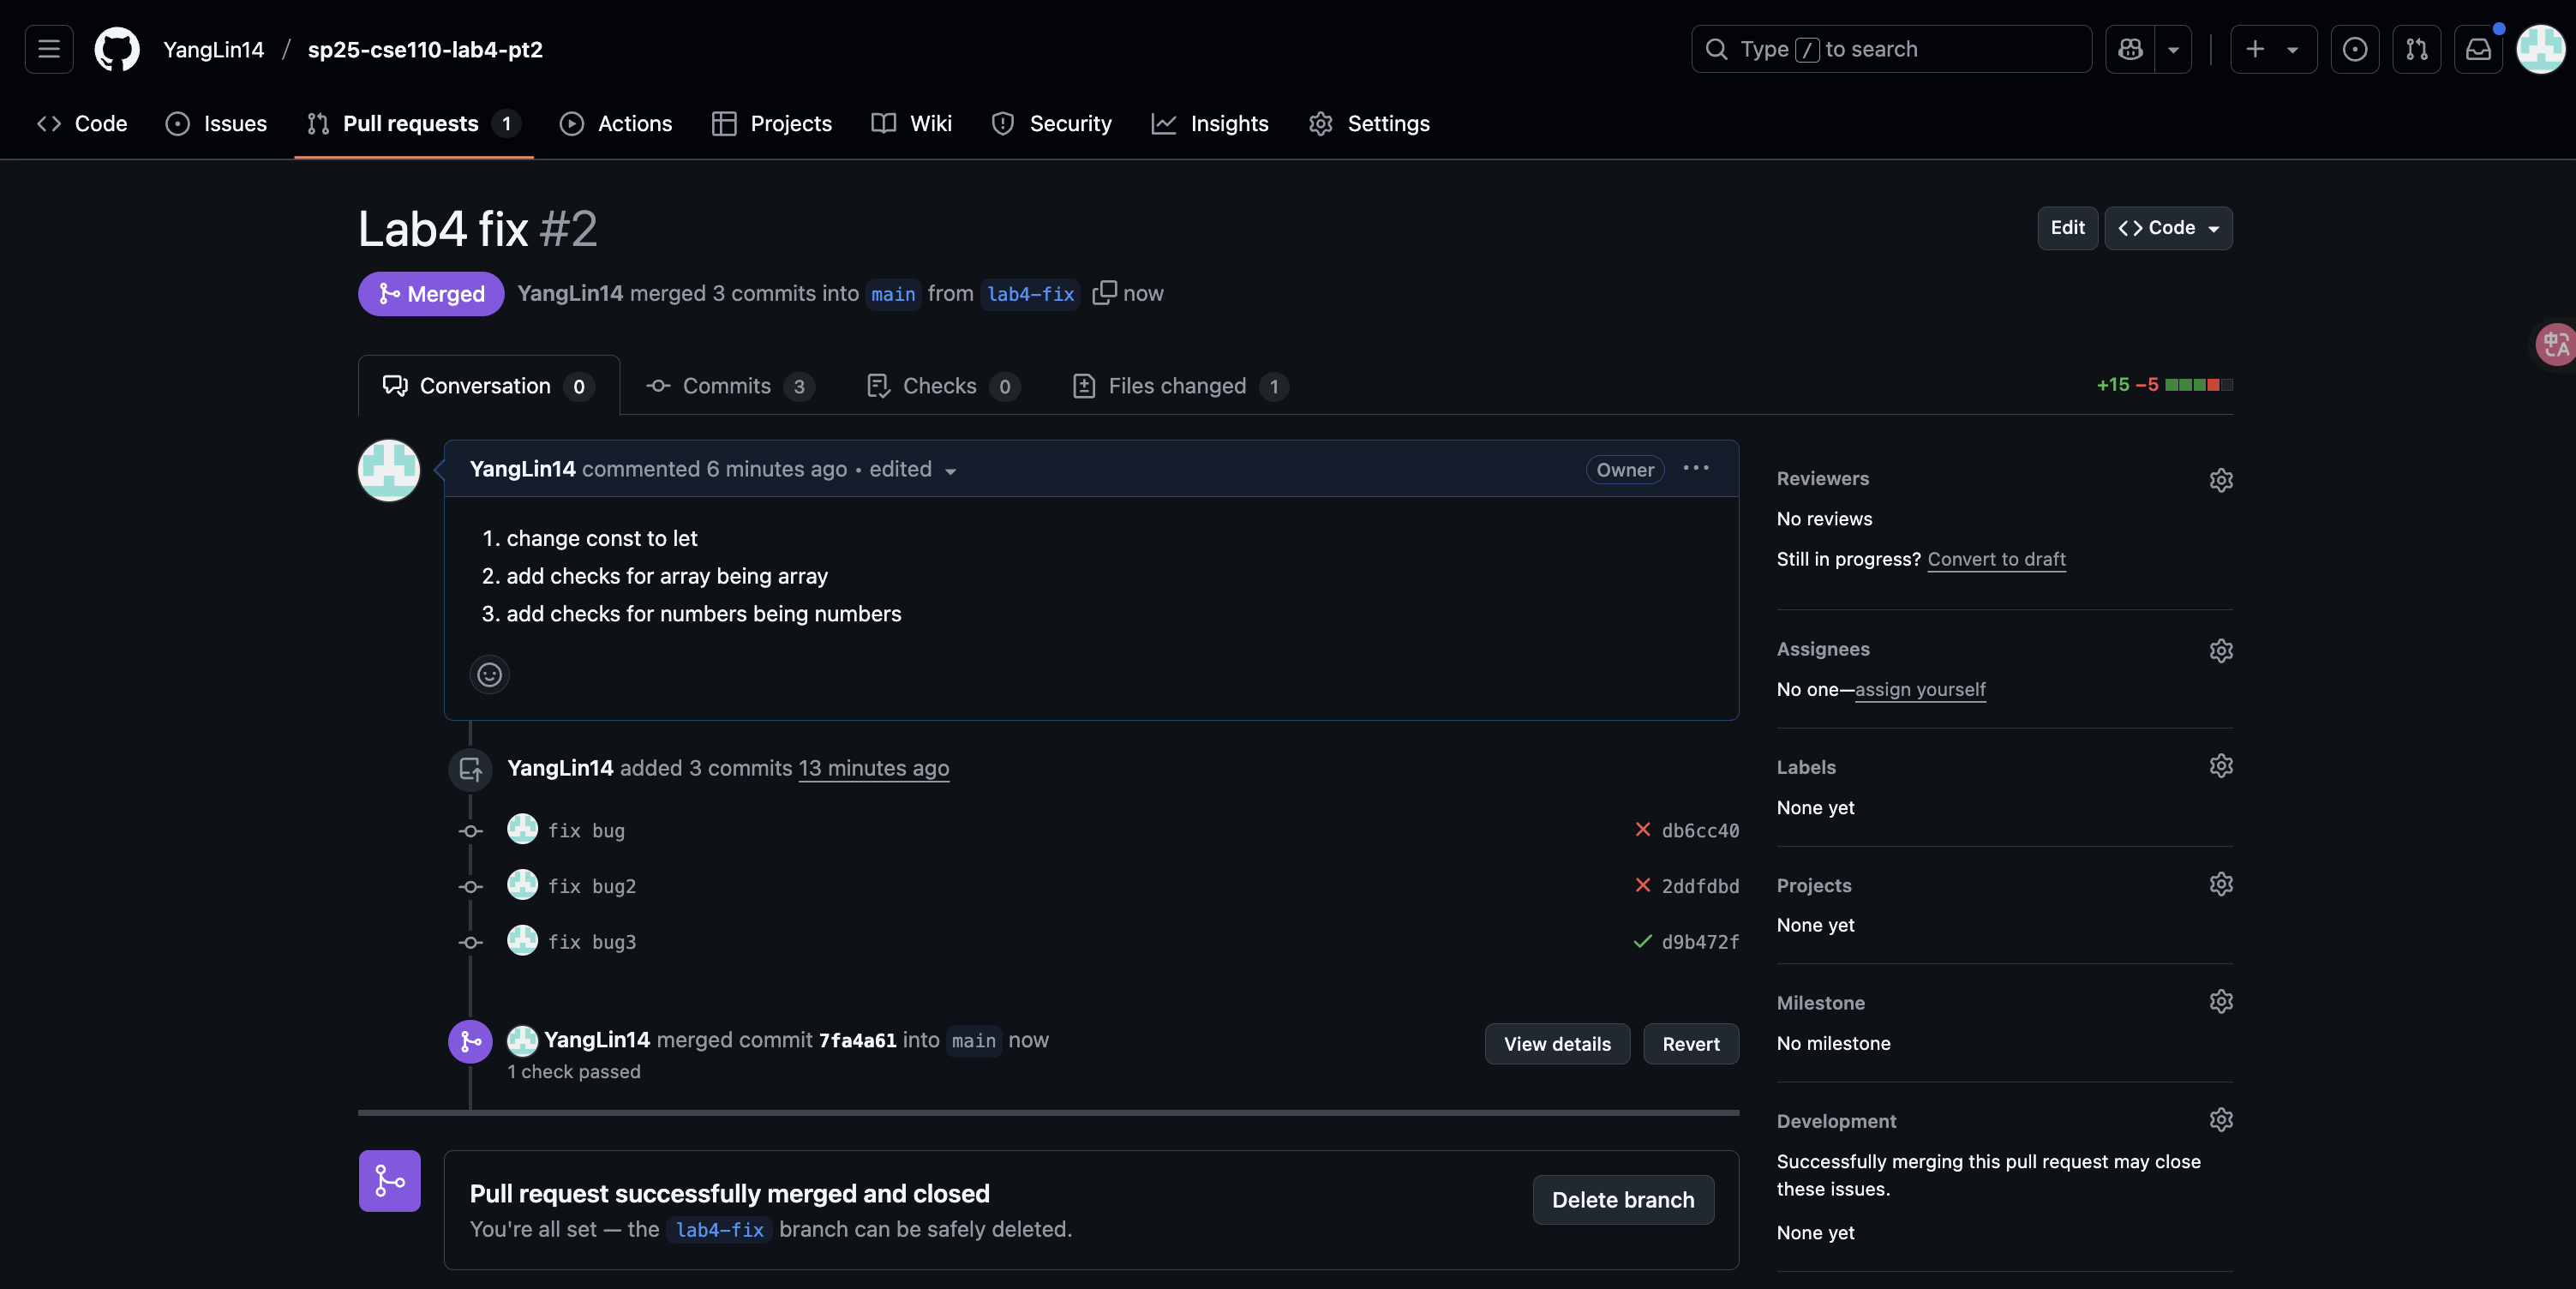 YangLin14 / sp25-cse110-lab4-pt2
Type / to search
Code
Issues
Pull requests 1
Actions
Projects
Wiki
Security
Insights
Settings
Lab4 fix #2
Edit
Code
Merged
YangLin14 merged 3 commits into main from lab4-fix now
Conversation 0
Commits 3
Checks 0
Files changed 1
+15 −5
YangLin14 commented 6 minutes ago • edited
Owner
1. change const to let
2. add checks for array being array
3. add checks for numbers being numbers
YangLin14 added 3 commits 13 minutes ago
fix bug
db6cc40
fix bug2
2ddfdbd
fix bug3
d9b472f
YangLin14 merged commit 7fa4a61 into main now
1 check passed
View details
Revert
Pull request successfully merged and closed
You're all set — the lab4-fix branch can be safely deleted.
Delete branch
Reviewers
No reviews
Still in progress? Convert to draft
Assignees
No one—assign yourself
Labels
None yet
Projects
None yet
Milestone
No milestone
Development
Successfully merging this pull request may close
these issues.
None yet
中A